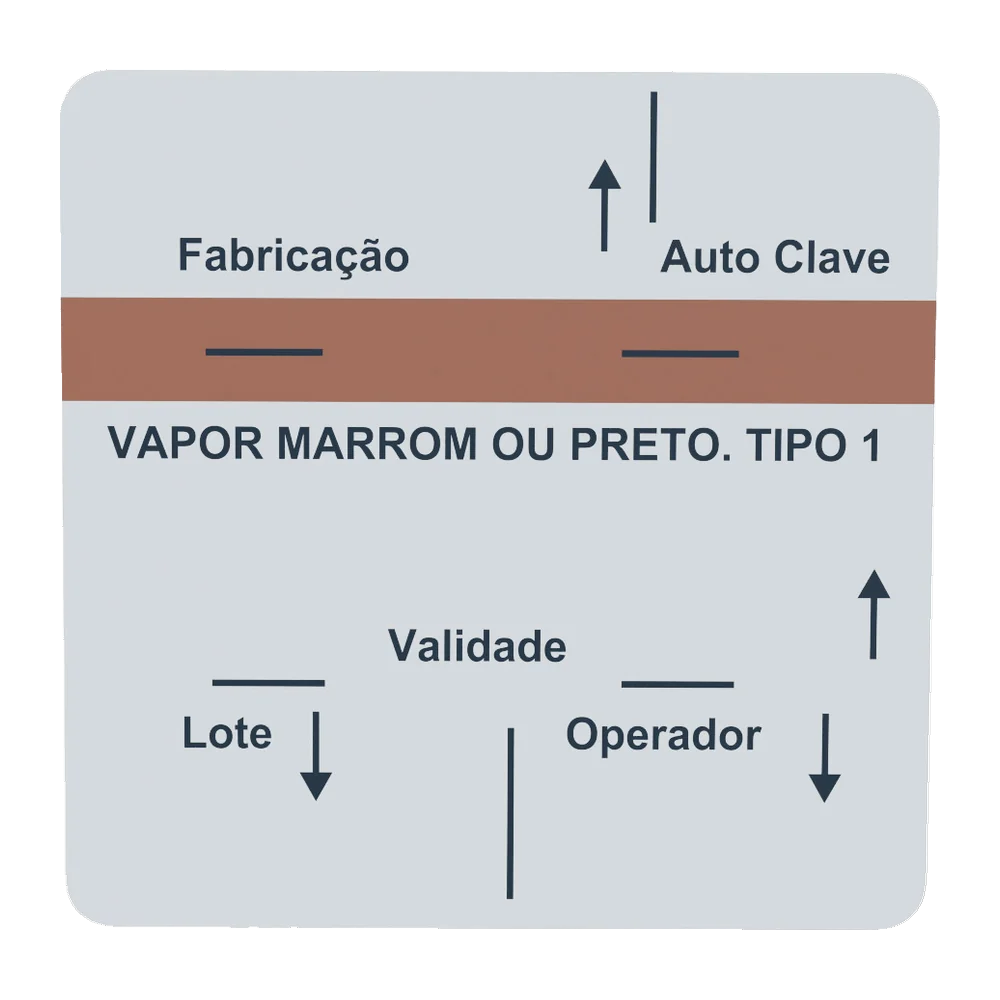 Fabricação
Auto Clave
VAPOR MARROM OU PRETO. TIPO 1
Validade
Lote
Operador